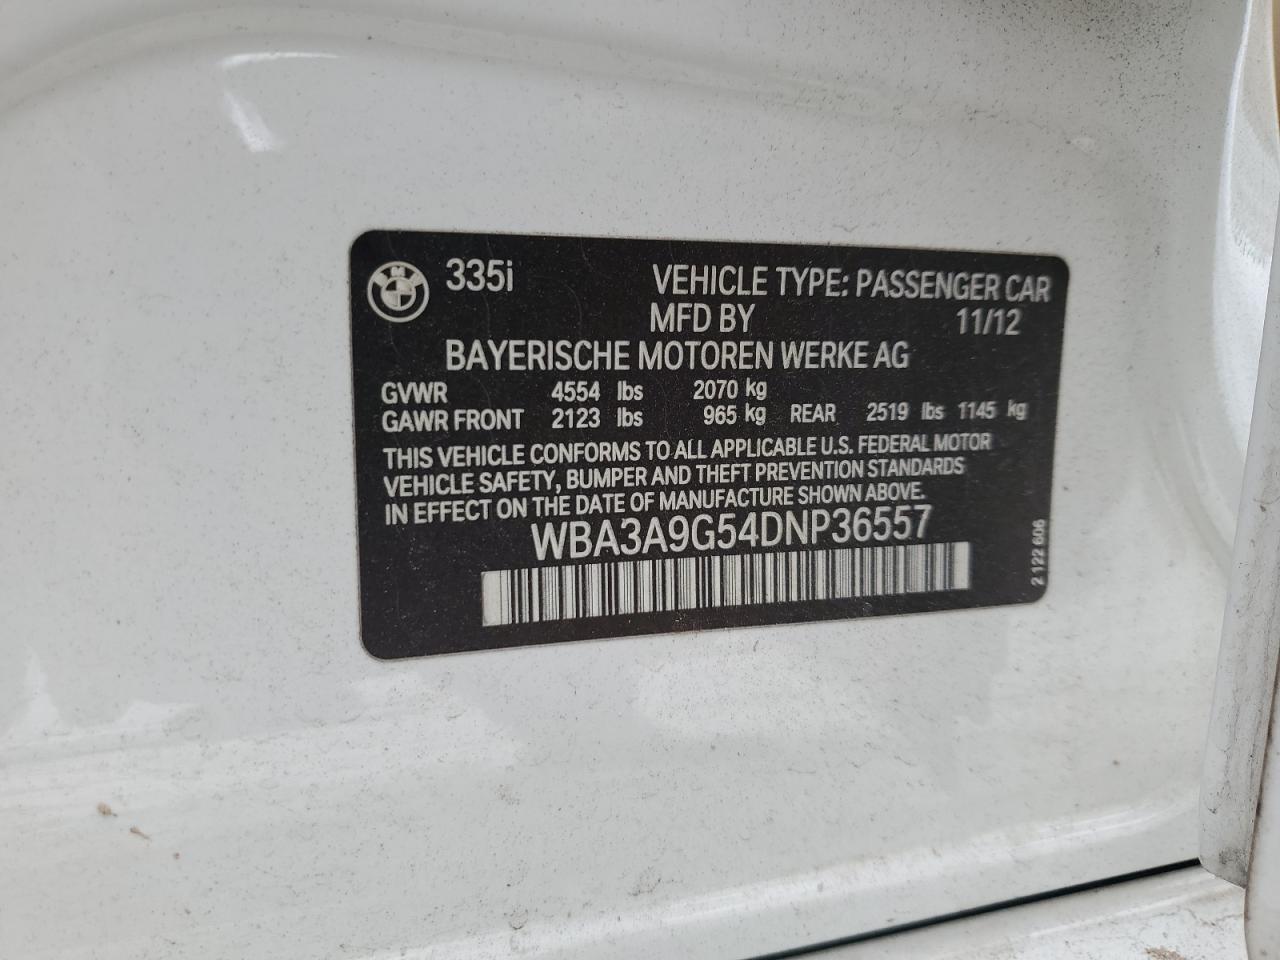 335i VEHICLE TYPE: PASSENGER CAR
MFD BY 11/12
BAYERISCHE MOTOREN WERKE AG
GVWR 4554 lbs 2070 kg
GAWR FRONT 2123 lbs 965 kg REAR 2519 lbs 1145 kg
THIS VEHICLE CONFORMS TO ALL APPLICABLE U.S. FEDERAL MOTOR
VEHICLE SAFETY, BUMPER AND THEFT PREVENTION STANDARDS
IN EFFECT ON THE DATE OF MANUFACTURE SHOWN ABOVE.
WBA3A9G54DNP36557
2 122 606